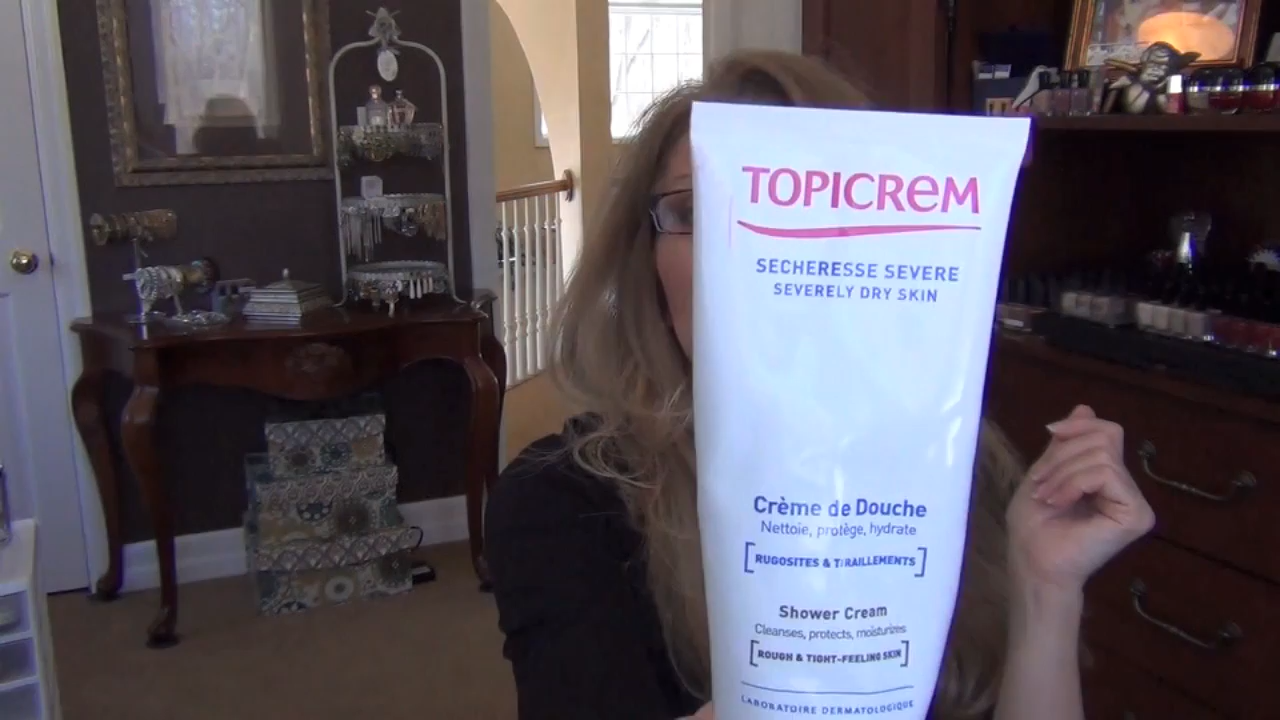 TOPICREM
SECHERESSE SEVERE
SEVERELY DRY SKIN
Crème de Douche
Nettoie, protège, hydrate
[RUGOSITES & TIRAILLEMENTS]
Shower Cream
Cleanses, protects, moisturizes
[ROUGH & TIGHT-FEELING SKIN]
LABORATOIRE DERMATOLOGIQUE